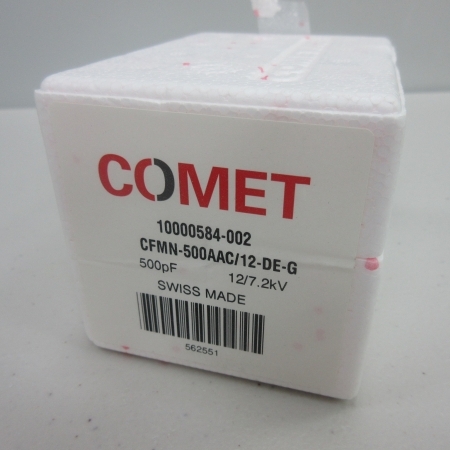 COMET
10000584-002
CFMN-500AAC/12-DE-G
500pF 12/7.2kV
SWISS MADE
562551